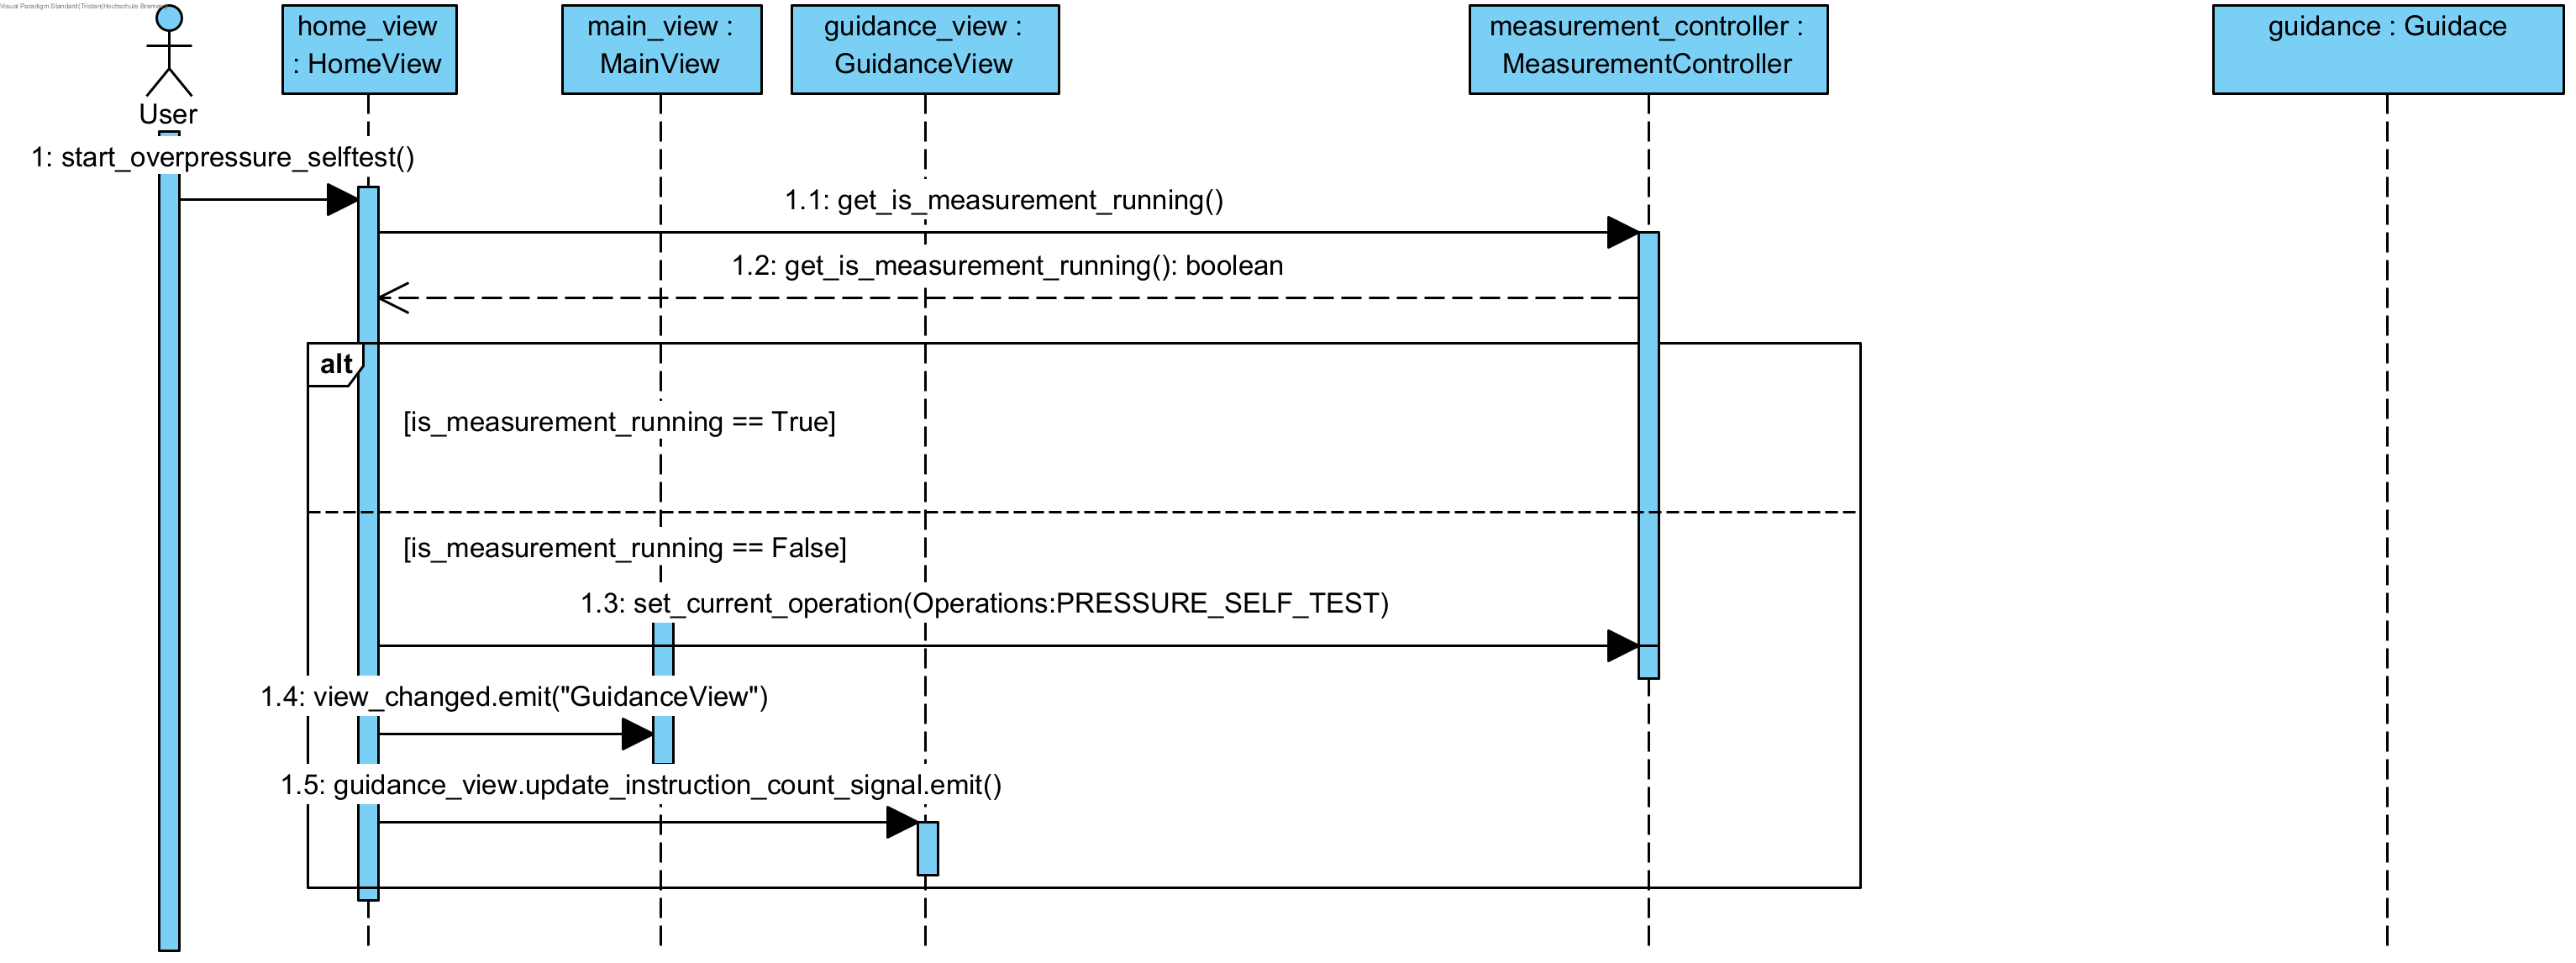 Visual Paradigm Standard(Tristan(Hochschule Bremen
home_view
: HomeView
main_view :
MainView
guidance_view :
GuidanceView
measurement_controller :
MeasurementController
guidance : Guidace
User
1: start_overpressure_selftest()
1.1: get_is_measurement_running()
1.2: get_is_measurement_running(): boolean
alt
[is_measurement_running == True]
[is_measurement_running == False]
1.3: set_current_operation(Operations:PRESSURE_SELF_TEST)
1.4: view_changed.emit("GuidanceView")
1.5: guidance_view.update_instruction_count_signal.emit()